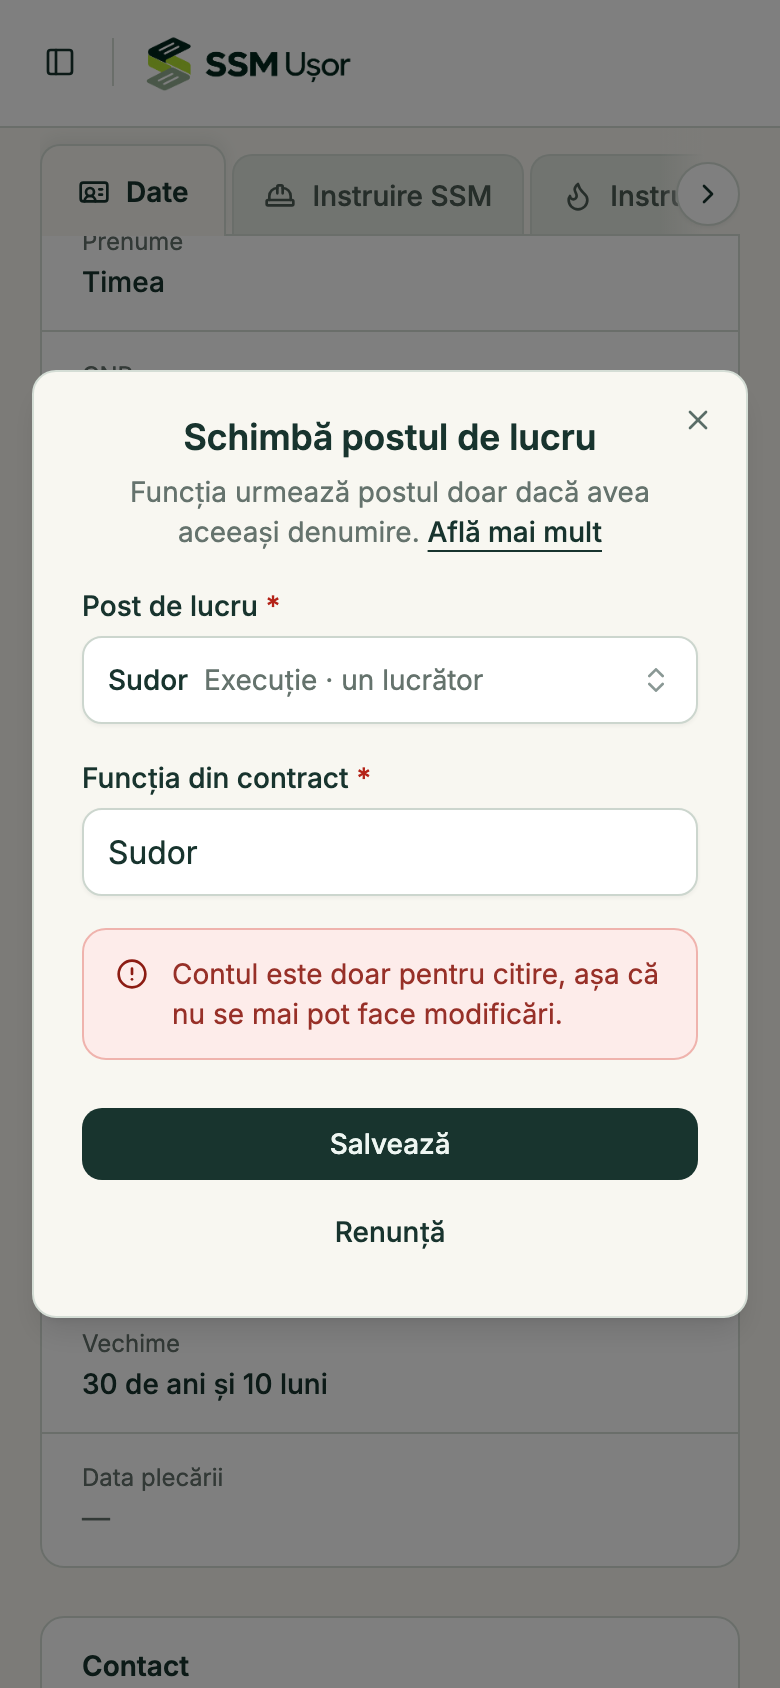 SSM Ușor
Date
Instruire SSM
Prenume
Timea
Schimbă postul de lucru
Funcția urmează postul doar dacă avea
aceeași denumire. Află mai mult
Post de lucru *
Sudor Execuție · un lucrător
Funcția din contract *
Sudor
Contul este doar pentru citire, așa că
nu se mai pot face modificări.
Salvează
Renunță
Vechime
30 de ani și 10 luni
Data plecării
—
Contact